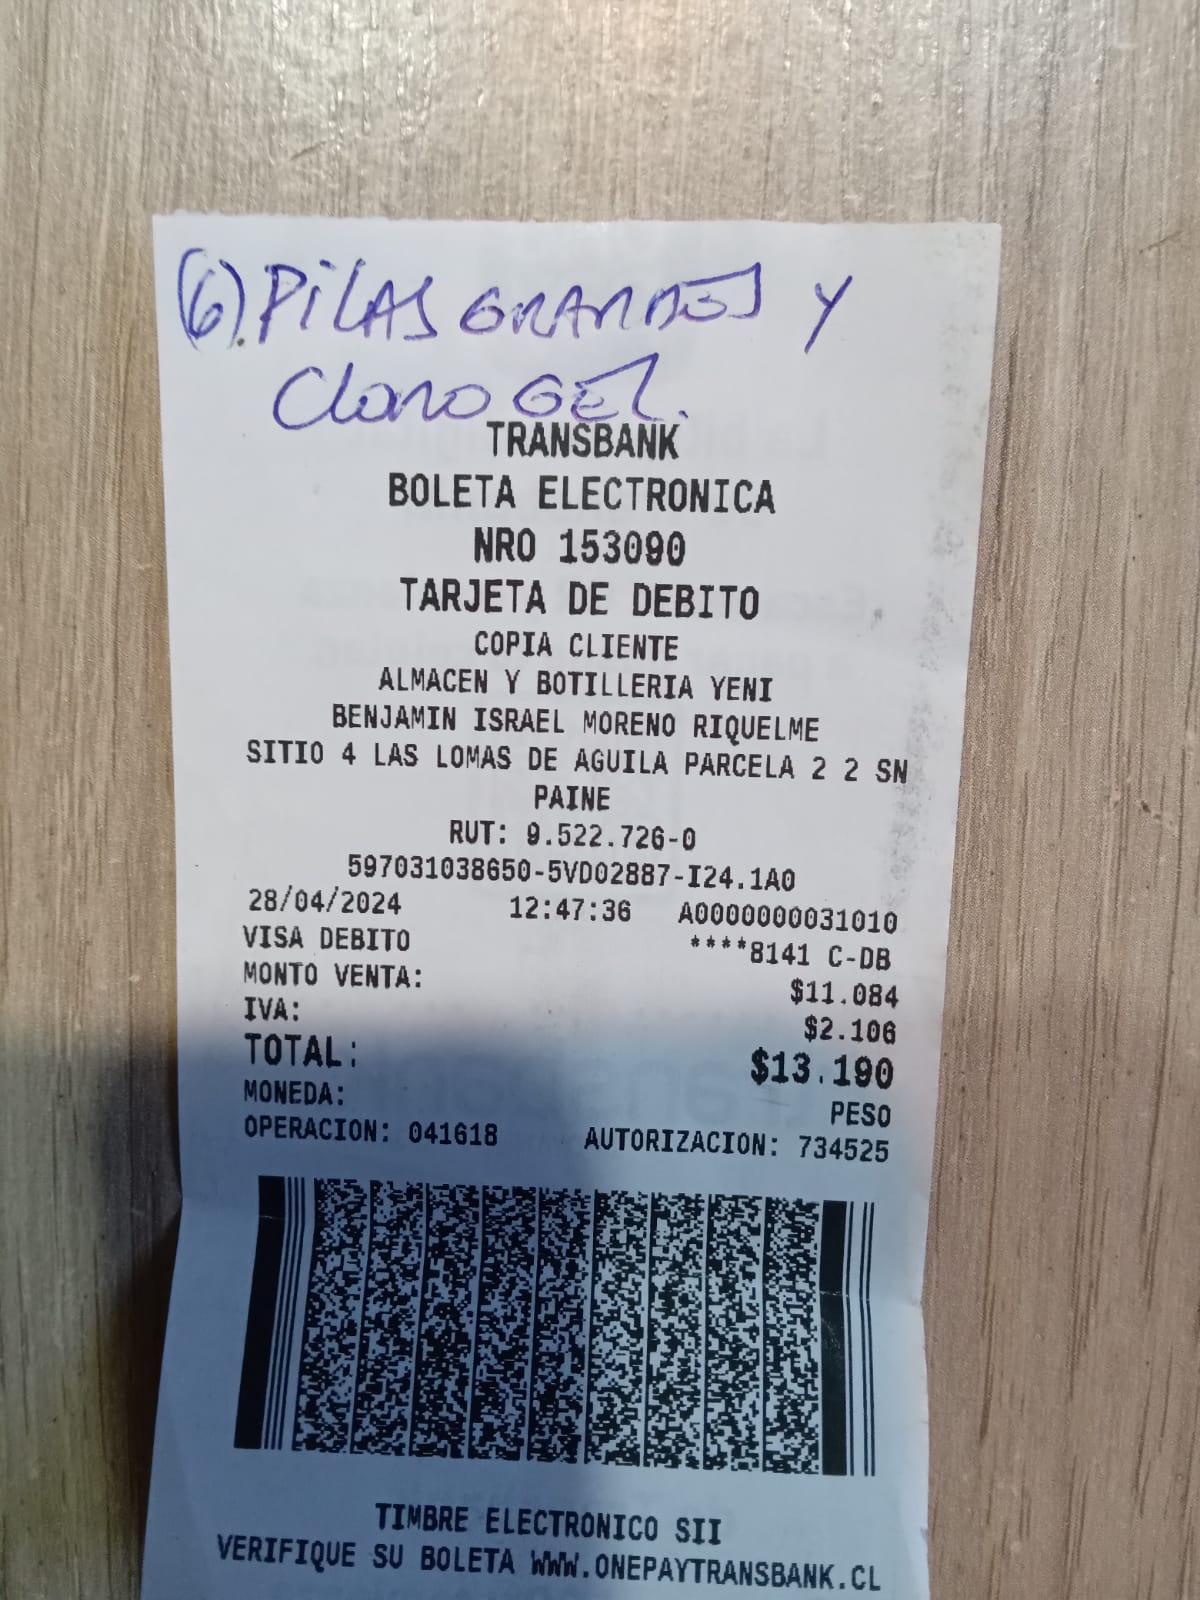 (6). PILAS GRANDES Y
Cloro GEL.
TRANSBANK
BOLETA ELECTRONICA
NRO 153090
TARJETA DE DEBITO
COPIA CLIENTE
ALMACEN Y BOTILLERIA YENI
BENJAMIN ISRAEL MORENO RIQUELME
SITIO 4 LAS LOMAS DE AGUILA PARCELA 2 2 SN
PAINE
RUT: 9.522.726-0
597031038650-5VD02887-I24.1A0
28/04/2024 12:47:36 A0000000031010
VISA DEBITO ****8141 C-DB
MONTO VENTA: $11.084
IVA: $2.106
TOTAL: $13.190
MONEDA: PESO
OPERACION: 041618 AUTORIZACION: 734525
TIMBRE ELECTRONICO SII
VERIFIQUE SU BOLETA WWW.ONEPAYTRANSBANK.CL